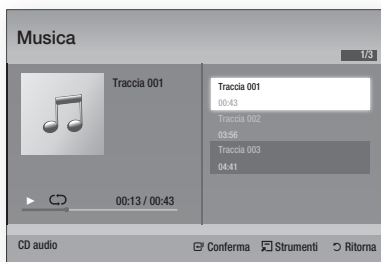 Musica
1/3
Traccia 001
00:13 / 00:43
Traccia 001
00:43
Traccia 002
03:56
Traccia 003
04:41
CD audio
Conferma Strumenti Ritorna